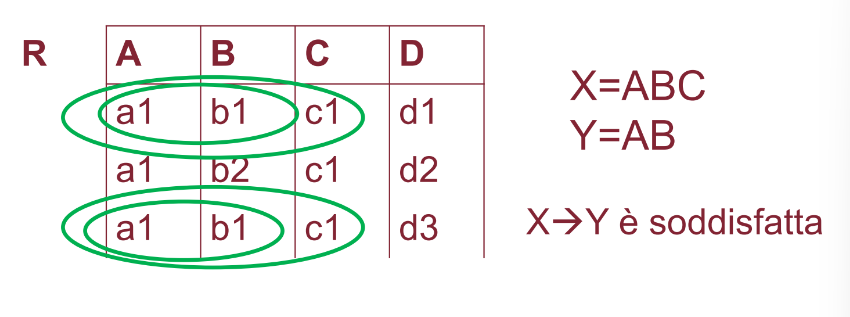 R A B C D
a1 b1 c1 d1
a1 b2 c1 d2
a1 b1 c1 d3
X=ABC
Y=AB
X→Y è soddisfatta